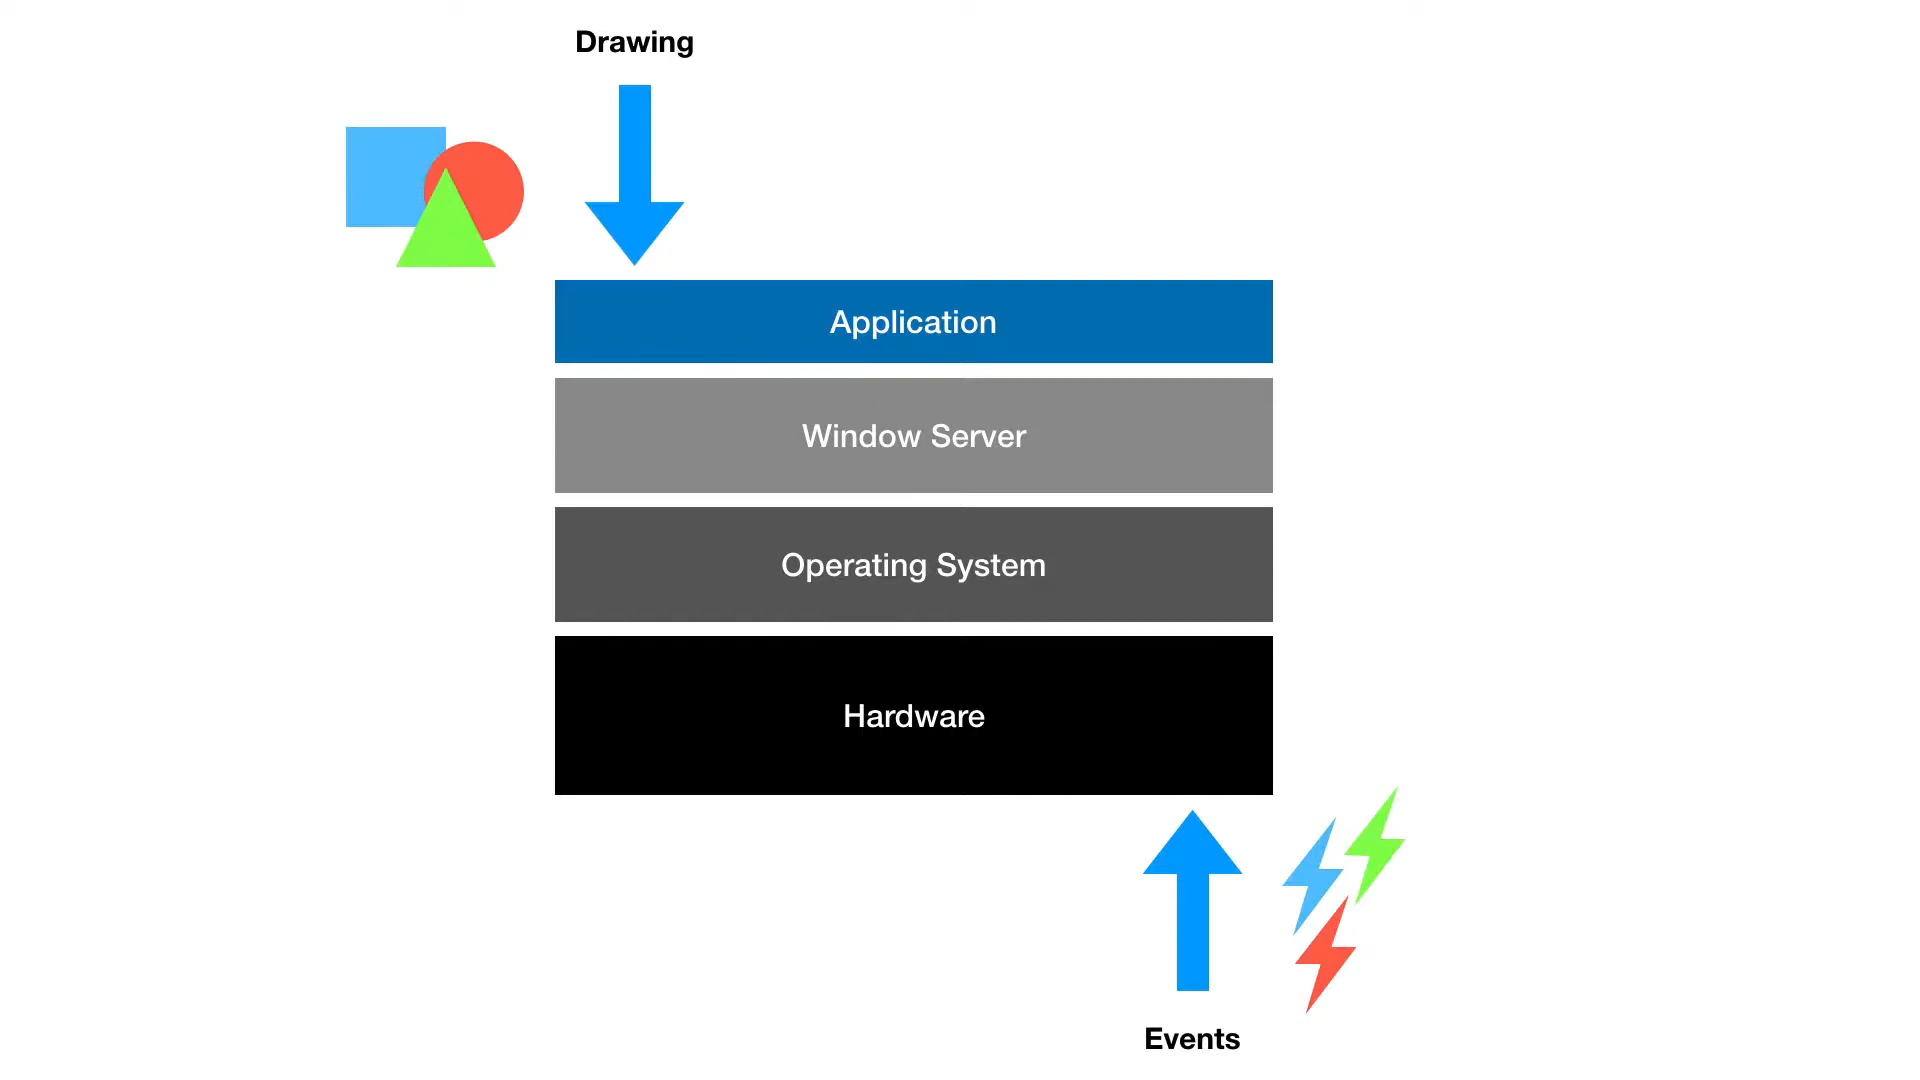 Drawing
Application
Window Server
Operating System
Hardware
Events